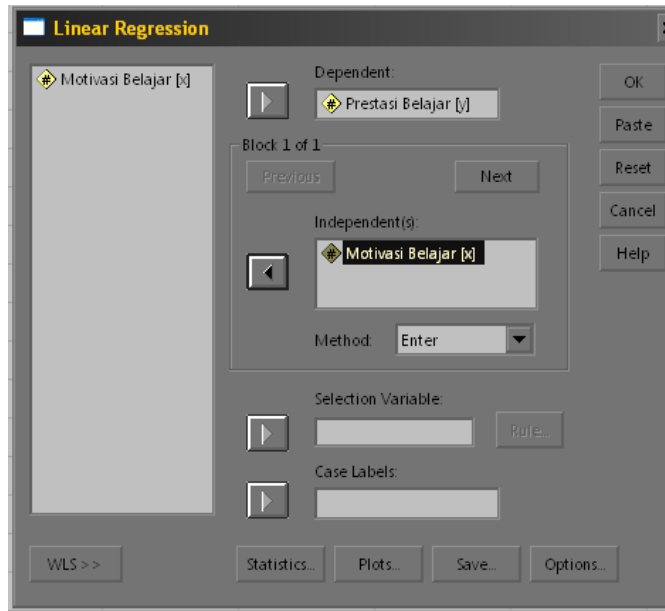 Linear Regression
Motivasi Belajar [x]
Dependent:
Prestasi Belajar [y]
Block 1 of 1
Previous
Next
Independent(s):
Motivasi Belajar [x]
Method:
Enter
Selection Variable:
Rule...
Case Labels:
WLS >>
Statistics...
Plots...
Save...
Options...
OK
Paste
Reset
Cancel
Help